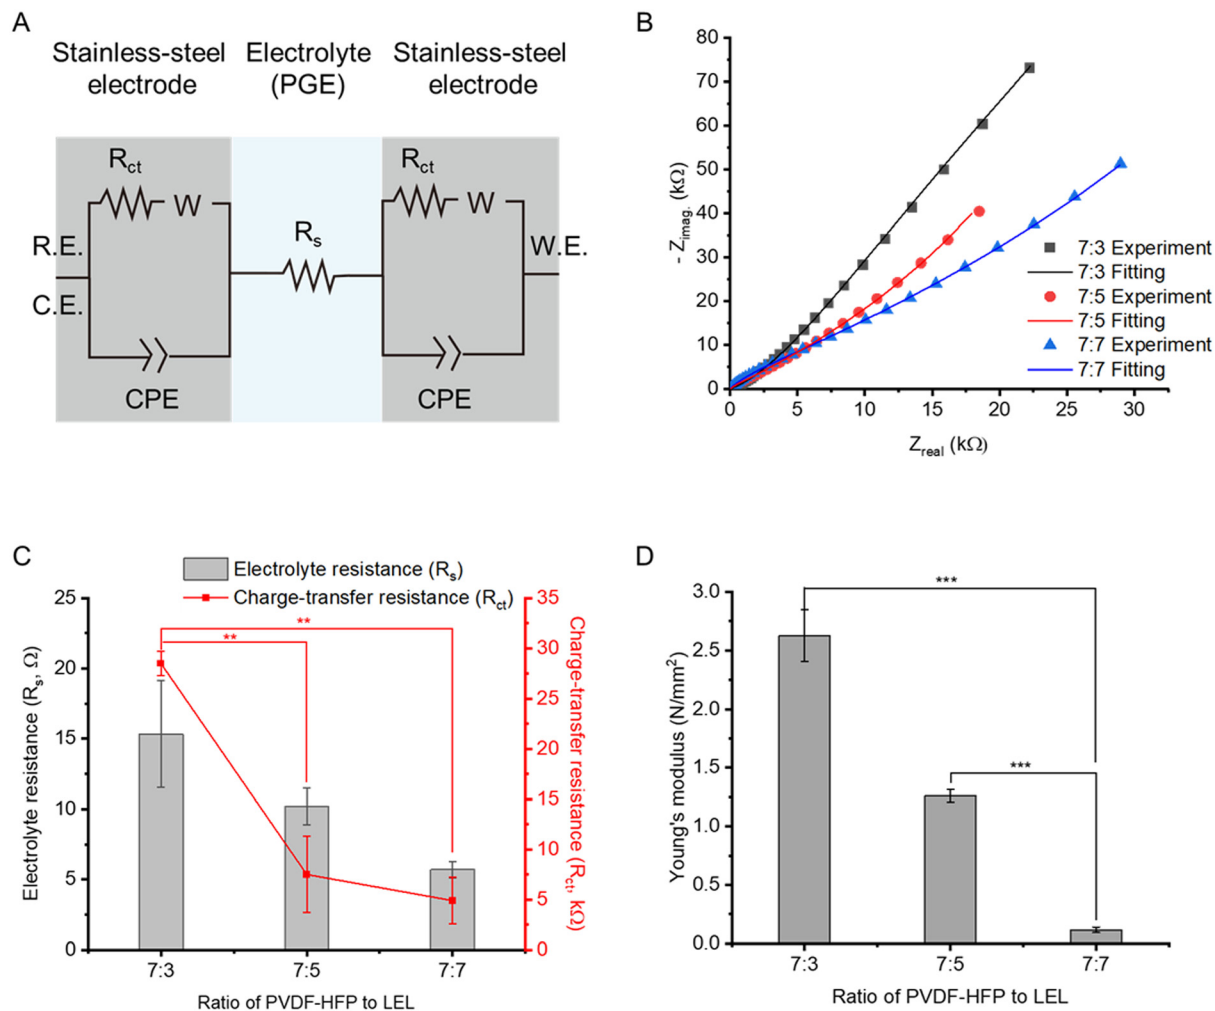 A
Stainless-steel
electrode
Electrolyte
(PGE)
Stainless-steel
electrode
Rct
W
R.E.
C.E.
CPE
Rs
Rct
W
W.E.
CPE
B
80
70
60
50
40
30
20
10
0
- Zimag. (kΩ)
0 5 10 15 20 25 30
Zreal (kΩ)
7:3 Experiment
7:3 Fitting
7:5 Experiment
7:5 Fitting
7:7 Experiment
7:7 Fitting
C
Electrolyte resistance (Rs)
Charge-transfer resistance (Rct)
25
20
15
10
5
0
Electrolyte resistance (Rs, Ω)
**
**
35
30
25
20
15
10
5
0
Charge-transfer
resistance (Rct, kΩ)
7:3 7:5 7:7
Ratio of PVDF-HFP to LEL
D
3.0
2.5
2.0
1.5
1.0
0.5
0.0
Young's modulus (N/mm²)
***
***
7:3 7:5 7:7
Ratio of PVDF-HFP to LEL